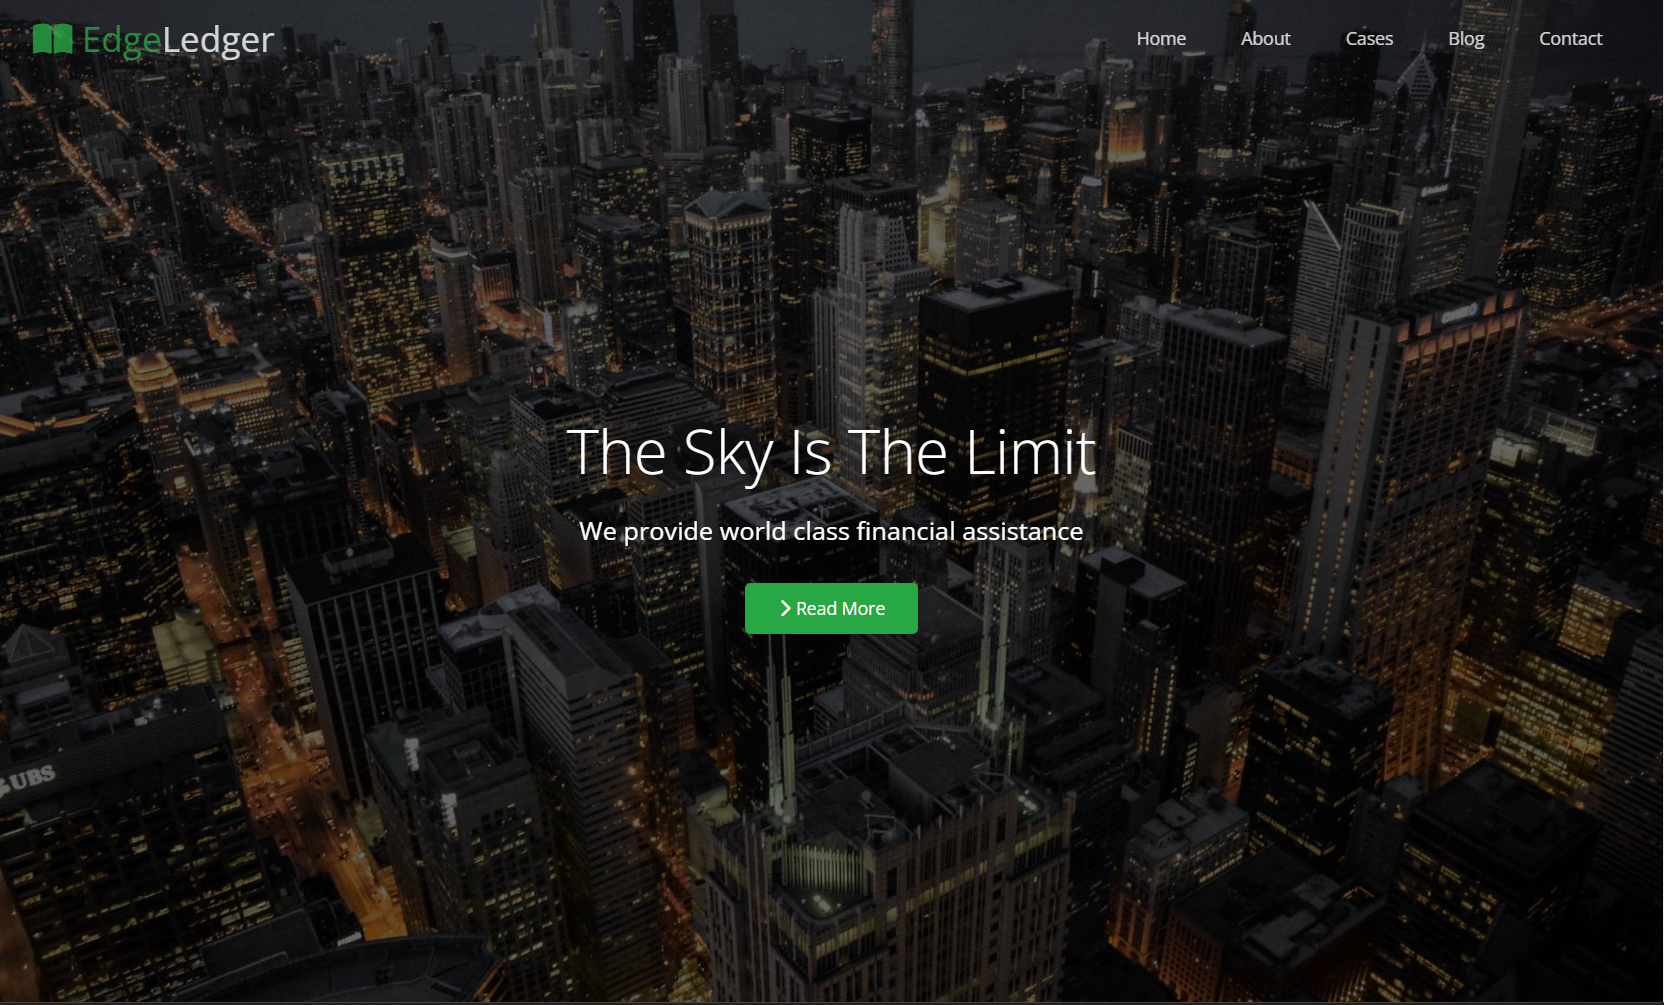 EdgeLedger
Home About Cases Blog Contact
The Sky Is The Limit
We provide world class financial assistance
Read More
UBS